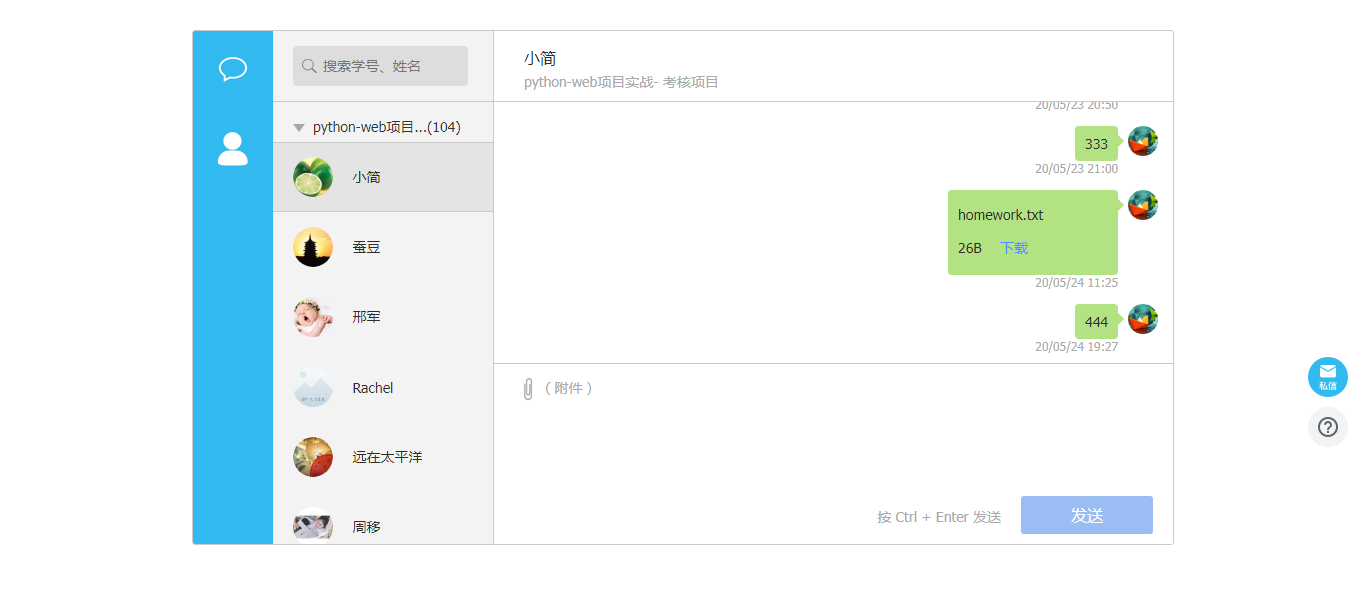 搜索学号、姓名
python-web项目...(104)
小简
蚕豆
邢军
Rachel
远在太平洋
周移
小简
python-web项目实战- 考核项目
20/05/23 20:50
333
20/05/23 21:00
homework.txt
26B 下载
20/05/24 11:25
444
20/05/24 19:27
( 附件 )
按 Ctrl + Enter 发送
发送
私信